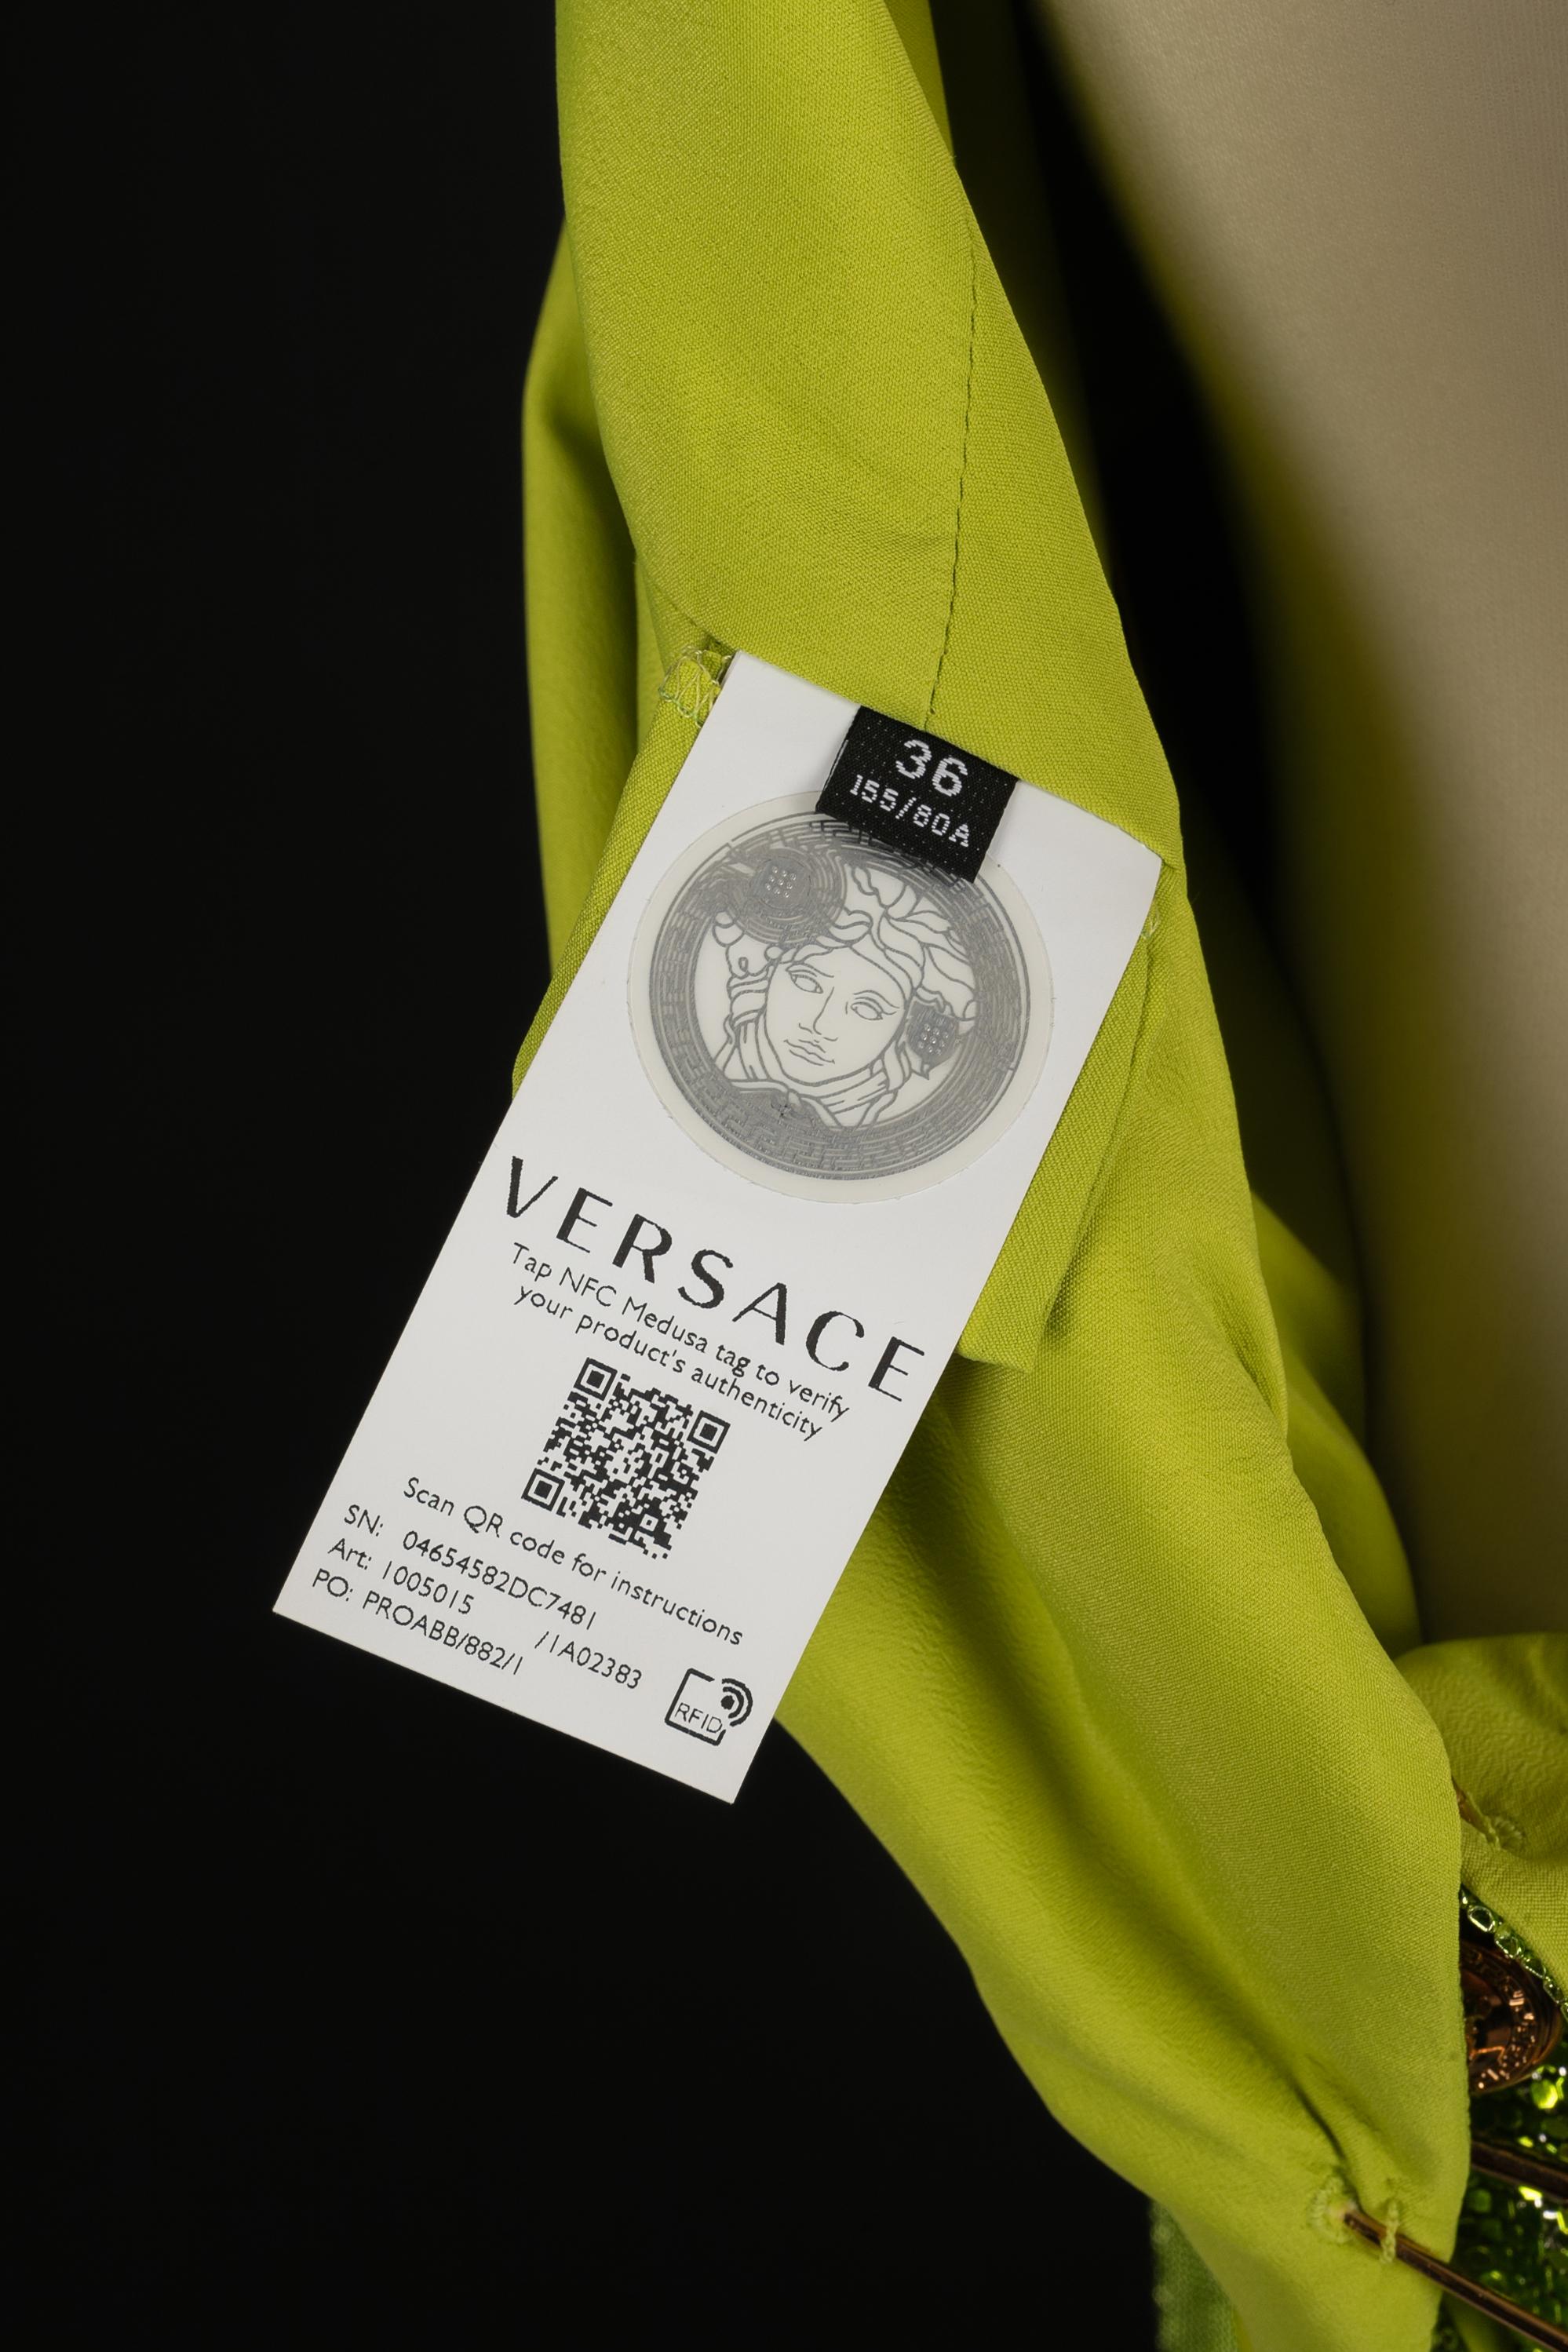 36
155/80A
VERSACE
Tap NFC Medusa tag to verify
your product's authenticity
Scan QR code for instructions
SN: 04654582DC7481
Art: 1005015 /1A02383
PO: PROABB/882/1
RFID